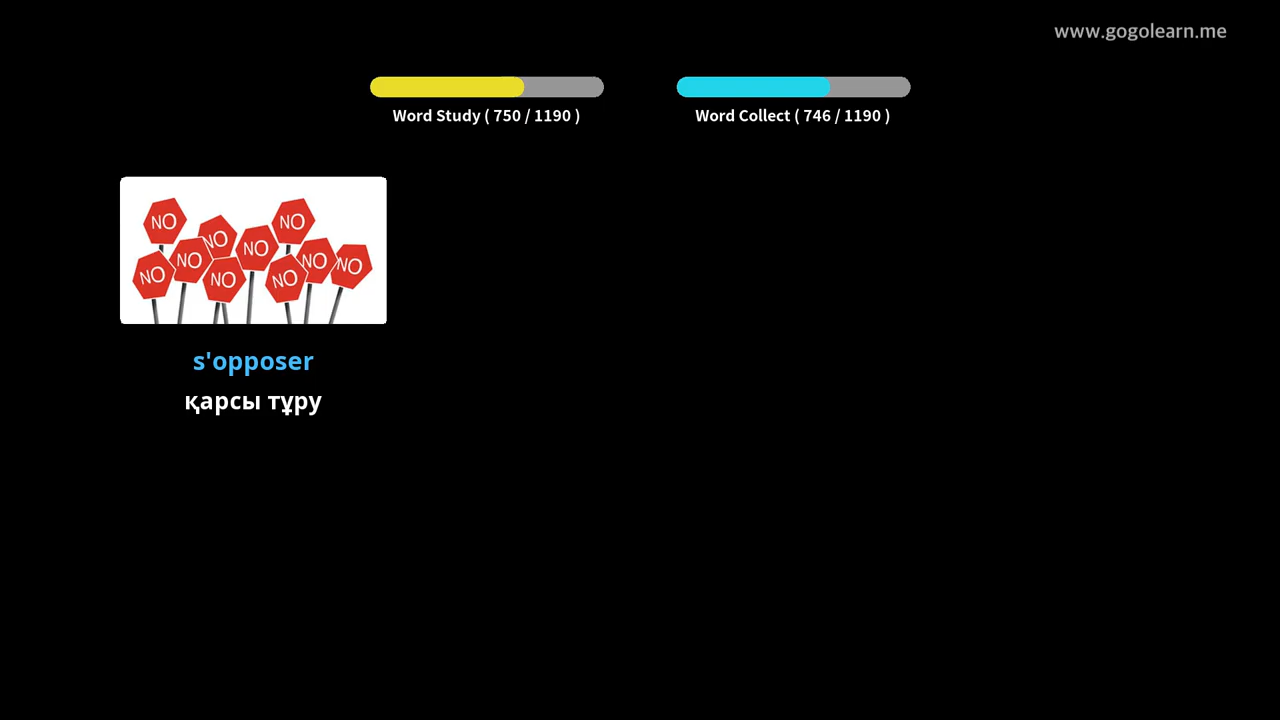 www.gogolearn.me
Word Study ( 750 / 1190 )
Word Collect ( 746 / 1190 )
NO
NO
NO
NO
NO
NO
NO
NO
NO
NO
s'opposer
қарсы тұру